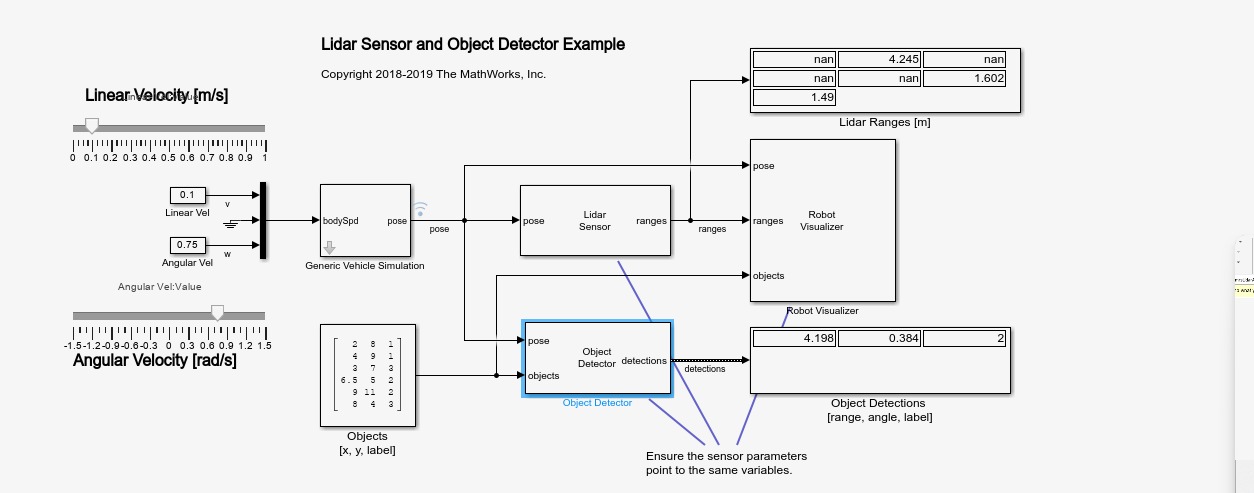 Lidar Sensor and Object Detector Example
Copyright 2018-2019 The MathWorks, Inc.
Linear Velocity [m/s]
0 0.1 0.2 0.3 0.4 0.5 0.6 0.7 0.8 0.9 1
0.1
Linear Vel
v
0.75
Angular Vel
w
Angular Vel:Value
-1.5 -1.2 -0.9 -0.6 -0.3 0 0.3 0.6 0.9 1.2 1.5
Angular Velocity [rad/s]
bodySpd pose
Generic Vehicle Simulation
pose
pose Lidar Sensor ranges
ranges
nan 4.245 nan
nan nan 1.602
1.49
Lidar Ranges [m]
pose
ranges
objects
Robot
Visualizer
Robot Visualizer
2 8 1
4 9 1
3 7 3
6.5 5 2
9 11 2
8 4 3
Objects
[x, y, label]
pose
objects
Object
Detector
detections
Object Detector
detections
4.198 0.384 2
Object Detections
[range, angle, label]
Ensure the sensor parameters
point to the same variables.